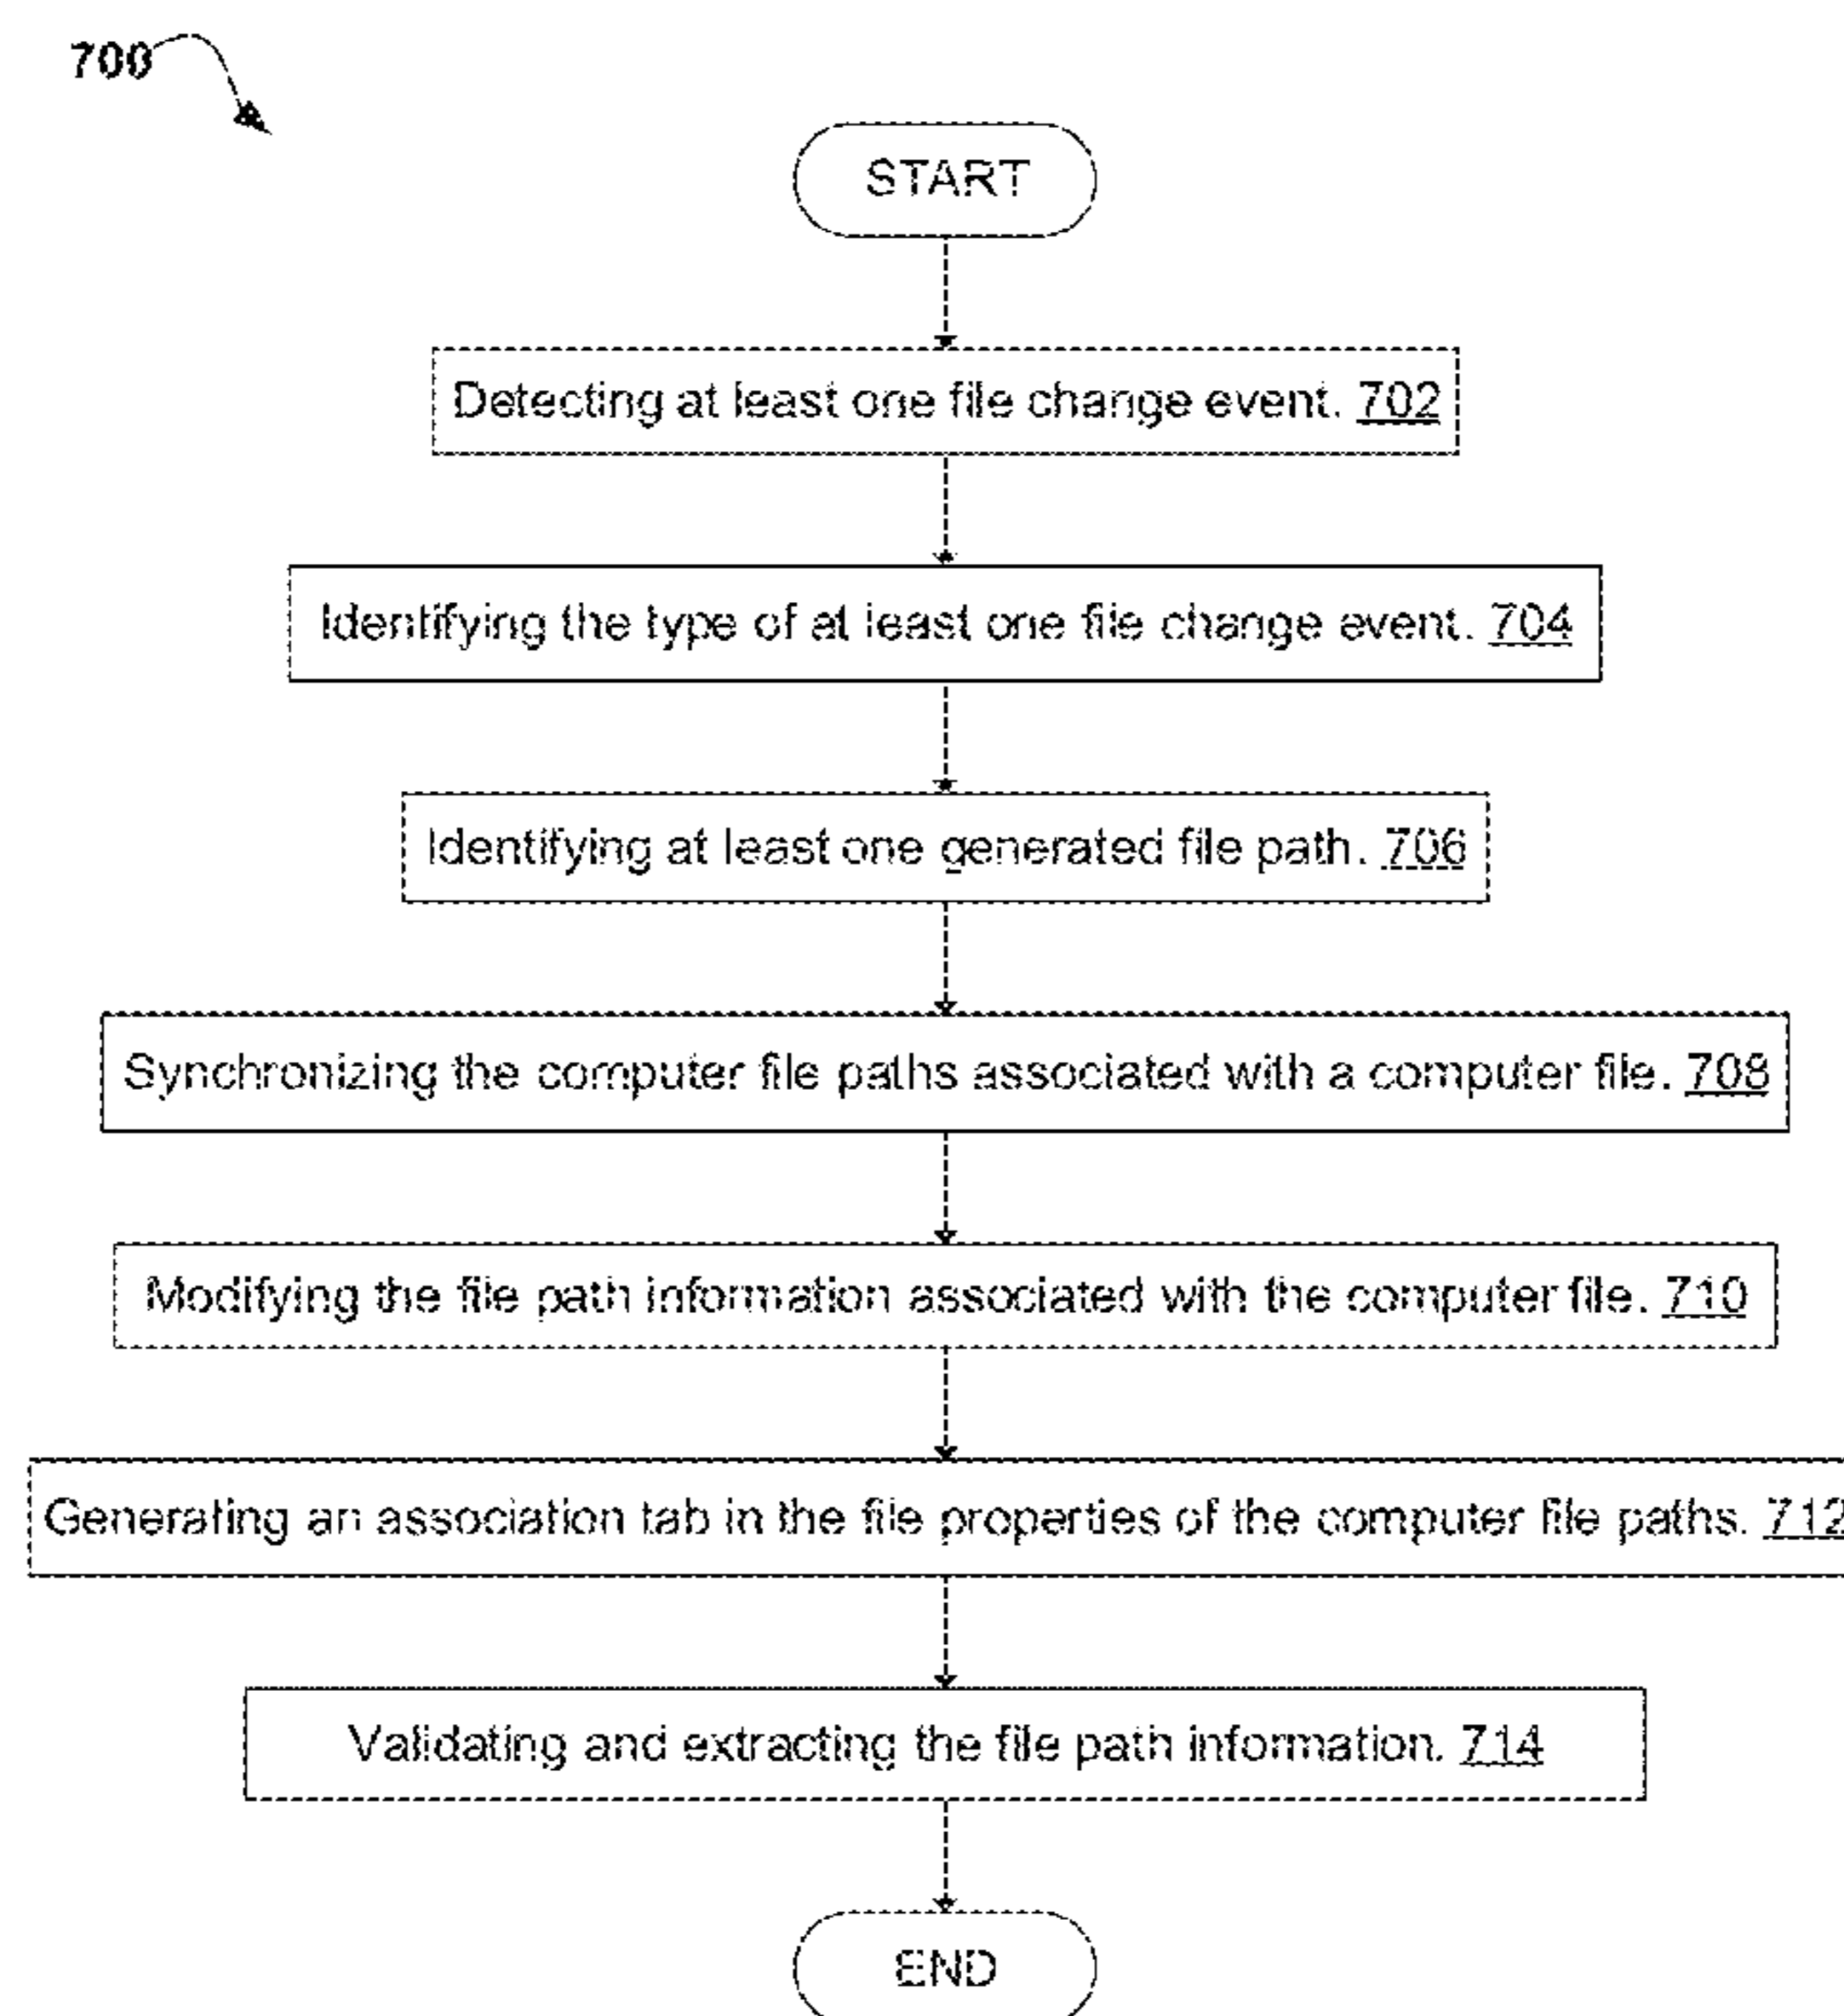 700
START
Detecting at least one file change event. 702
Identifying the type of at least one file change event. 704
Identifying at least one generated file path. 706
Synchronizing the computer file paths associated with a computer file. 708
Modifying the file path information associated with the computer file. 710
Generating an association tab in the file properties of the computer file paths. 712
Validating and extracting the file path information. 714
END